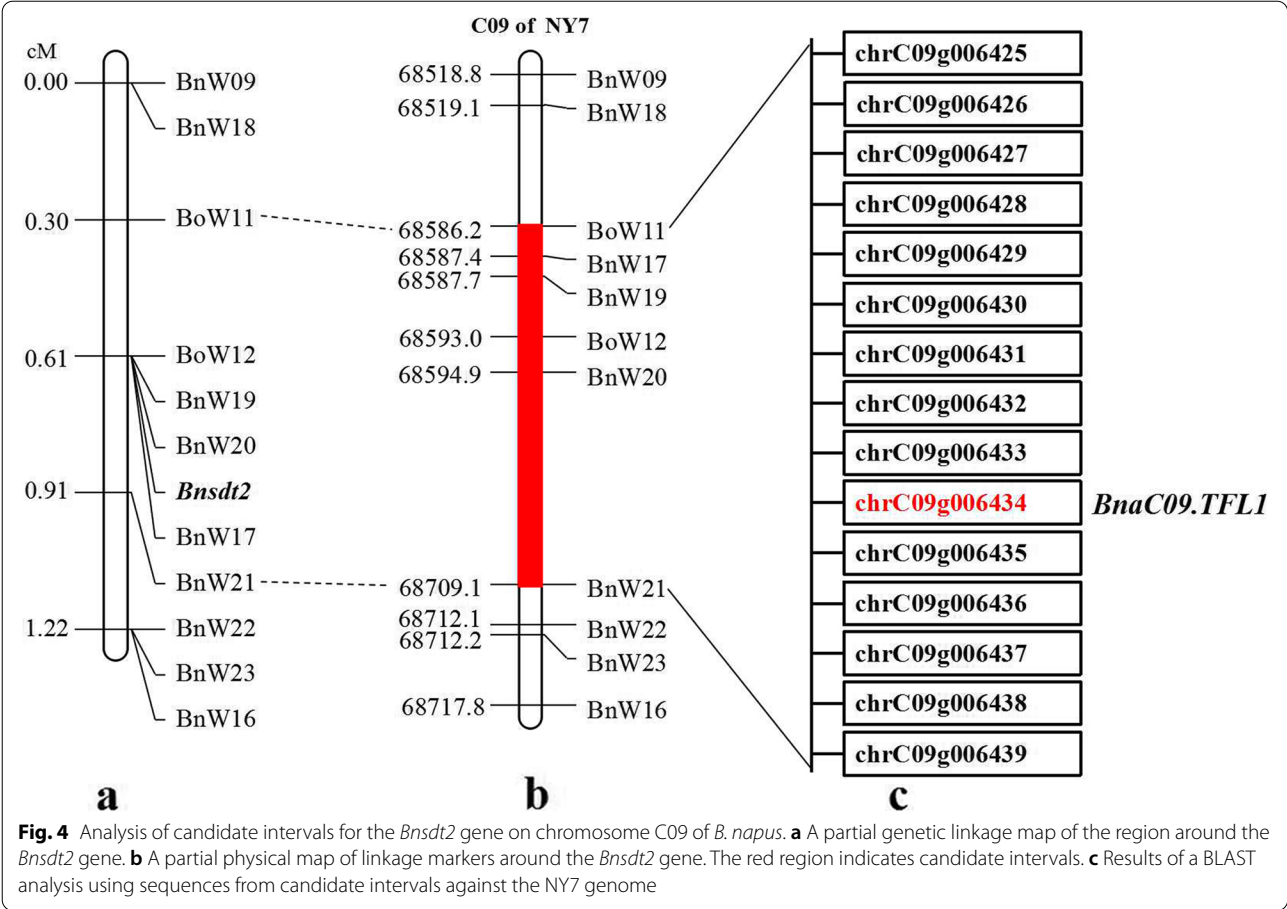 cM
0.00
BnW09
BnW18
0.30
BoW11
0.61
BoW12
BnW19
BnW20
0.91
Bnsdt2
BnW17
BnW21
1.22
BnW22
BnW23
BnW16
a
C09 of NY7
68518.8
BnW09
68519.1
BnW18
68586.2
BoW11
68587.4
BnW17
68587.7
BnW19
68593.0
BoW12
68594.9
BnW20
68709.1
BnW21
68712.1
BnW22
68712.2
BnW23
68717.8
BnW16
b
chrC09g006425
chrC09g006426
chrC09g006427
chrC09g006428
chrC09g006429
chrC09g006430
chrC09g006431
chrC09g006432
chrC09g006433
chrC09g006434 BnaC09.TFL1
chrC09g006435
chrC09g006436
chrC09g006437
chrC09g006438
chrC09g006439
c
Fig. 4 Analysis of candidate intervals for the Bnsdt2 gene on chromosome C09 of B. napus. a A partial genetic linkage map of the region around the
Bnsdt2 gene. b A partial physical map of linkage markers around the Bnsdt2 gene. The red region indicates candidate intervals. c Results of a BLAST
analysis using sequences from candidate intervals against the NY7 genome